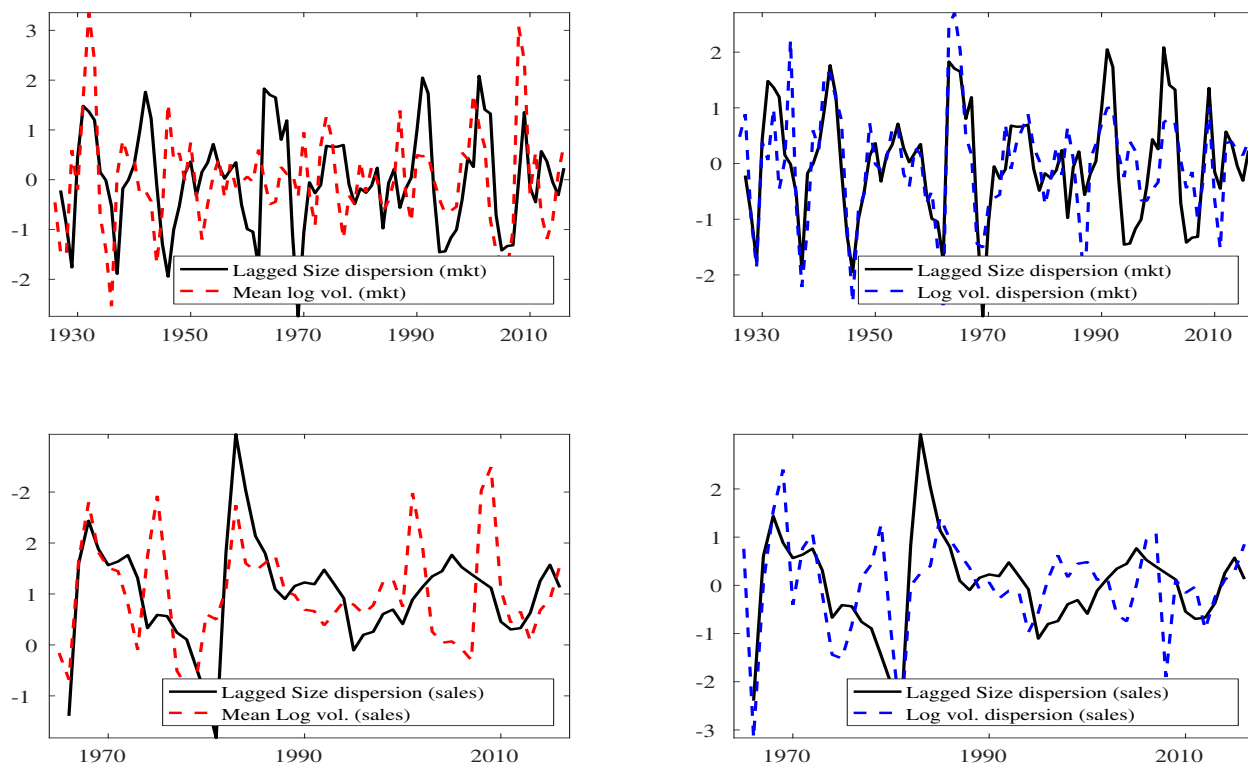 3
2
1
0
-1
-2
1930 1950 1970 1990 2010
Lagged Size dispersion (mkt)
Mean log vol. (mkt)
2
1
0
-1
-2
1930 1950 1970 1990 2010
Lagged Size dispersion (mkt)
Log vol. dispersion (mkt)
-2
2
1
0
-1
1970 1990 2010
Lagged Size dispersion (sales)
Mean Log vol. (sales)
2
1
0
-1
-2
-3
1970 1990 2010
Lagged Size dispersion (sales)
Log vol. dispersion (sales)